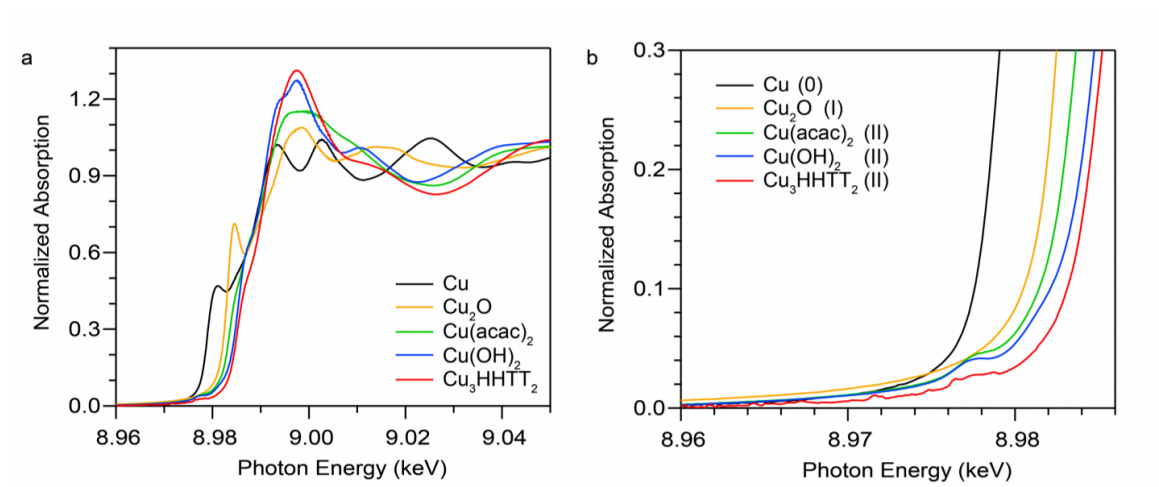 a
1.2
0.9
0.6
0.3
0.0
Normalized Absorption
Cu
Cu₂O
Cu(acac)₂
Cu(OH)₂
Cu₃HHTT₂
8.96
8.98
9.00
9.02
9.04
Photon Energy (keV)
b
0.3
0.2
0.1
0.0
Normalized Absorption
Cu (0)
Cu₂O (I)
Cu(acac)₂ (II)
Cu(OH)₂ (II)
Cu₃HHTT₂ (II)
8.96
8.97
8.98
Photon Energy (keV)